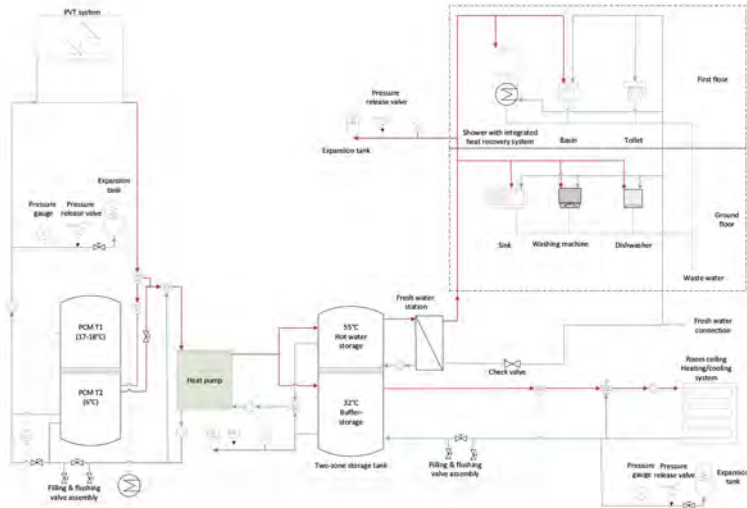 PVT system
First floor
Pressure
release valve
Expansion tank
Shower with integrated
heat recovery system
Basin
Toilet
Expansion
tank
Pressure
gauge
Pressure
release valve
Ground
floor
Sink
Washing machine
Dishwasher
Waste water
Fresh water
station
Fresh water
connection
PCM T1
(17-18°C)
PCM T2
(6°C)
Heat pump
55°C
Hot water
storage
32°C
Buffer-
storage
Check valve
Room ceiling
Heating/cooling
system
Two-zone storage tank
Filling & flushing
valve assembly
Filling & flushing
valve assembly
Pressure
gauge
Pressure
release valve
Expansion
tank